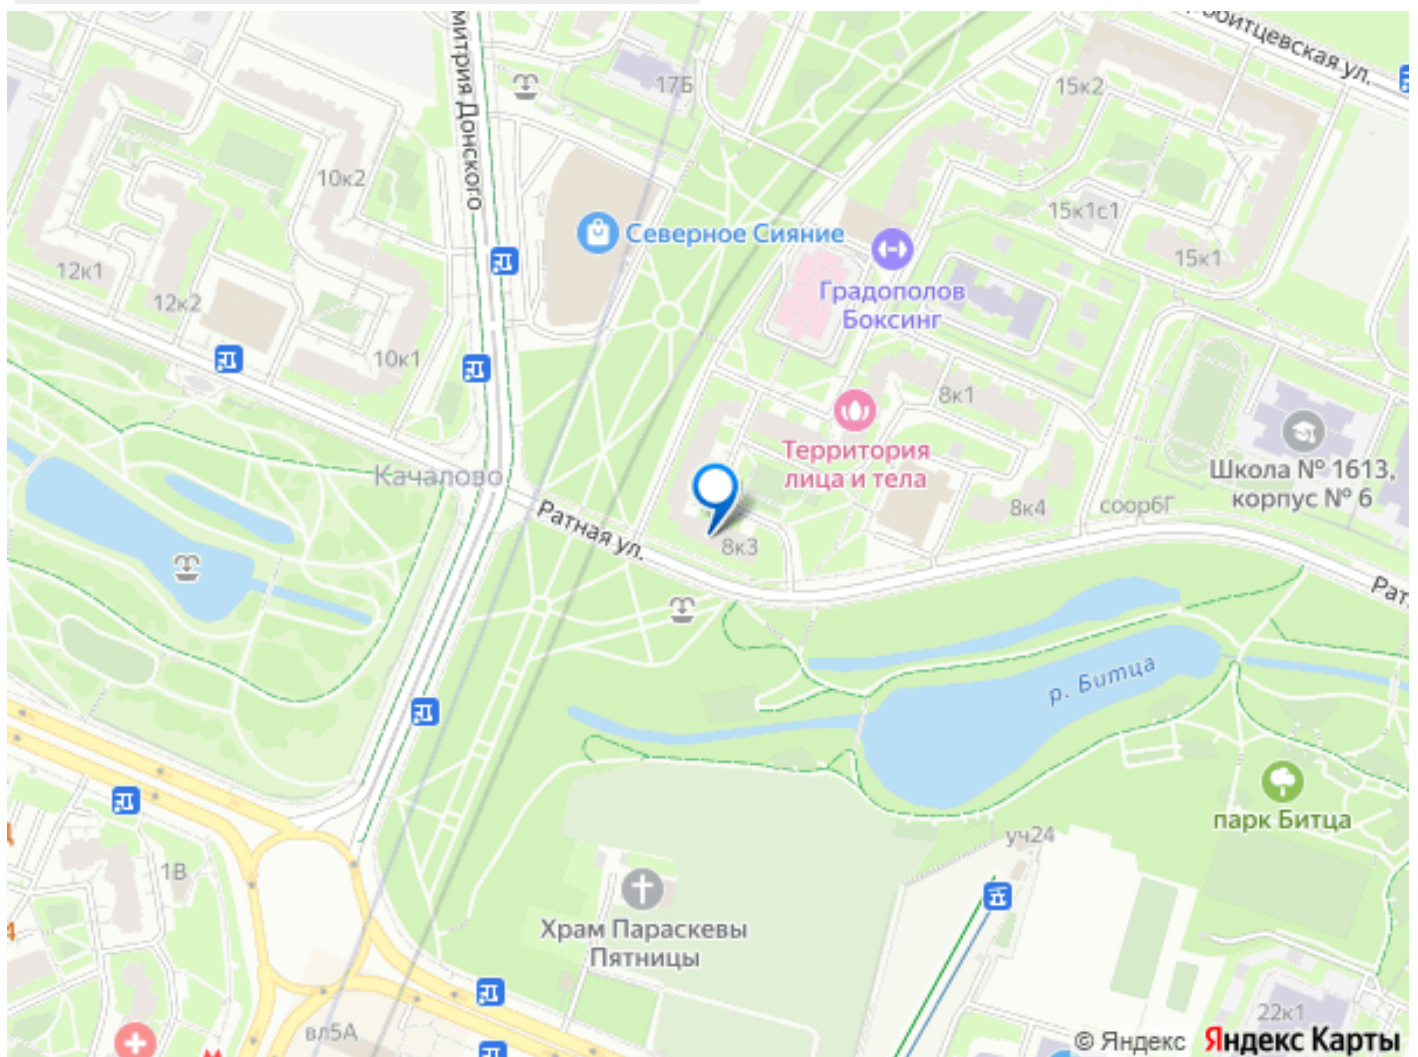 митрия Донского
17Б
15к2
битцевская ул.
10к2
15к1с1
Северное Сияние
15к1
12к1
12к2
Градополов
Боксинг
10к1
8к1
Территория
лица и тела
Школа № 1613,
корпус № 6
Качалово
Ратная ул.
8к3
8к4
соор6Г
Рат.
р. Битца
парк Битца
уч24
1В
Храм Параскевы
Пятницы
22к1
вл5А
© Яндекс Яндекс Карты